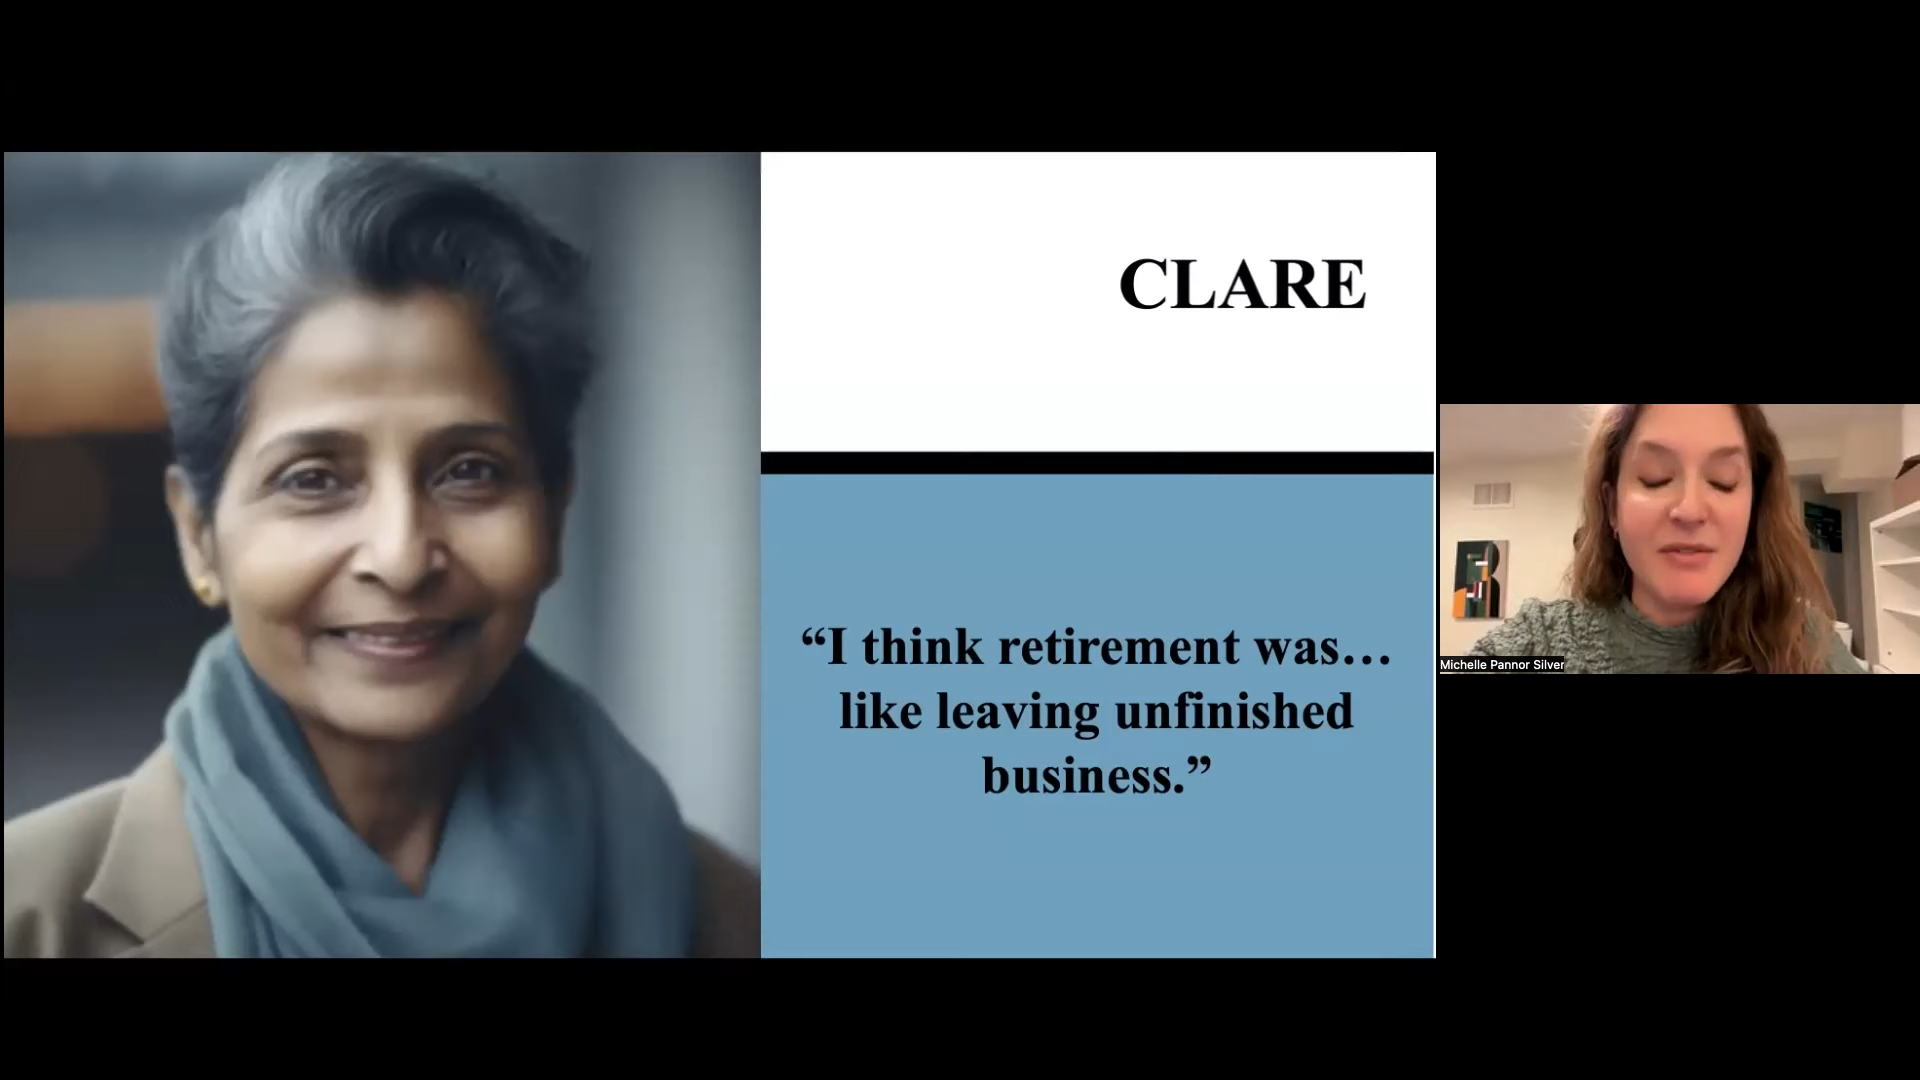 CLARE
“I think retirement was…
like leaving unfinished
business.”
Michelle Pannor Silver